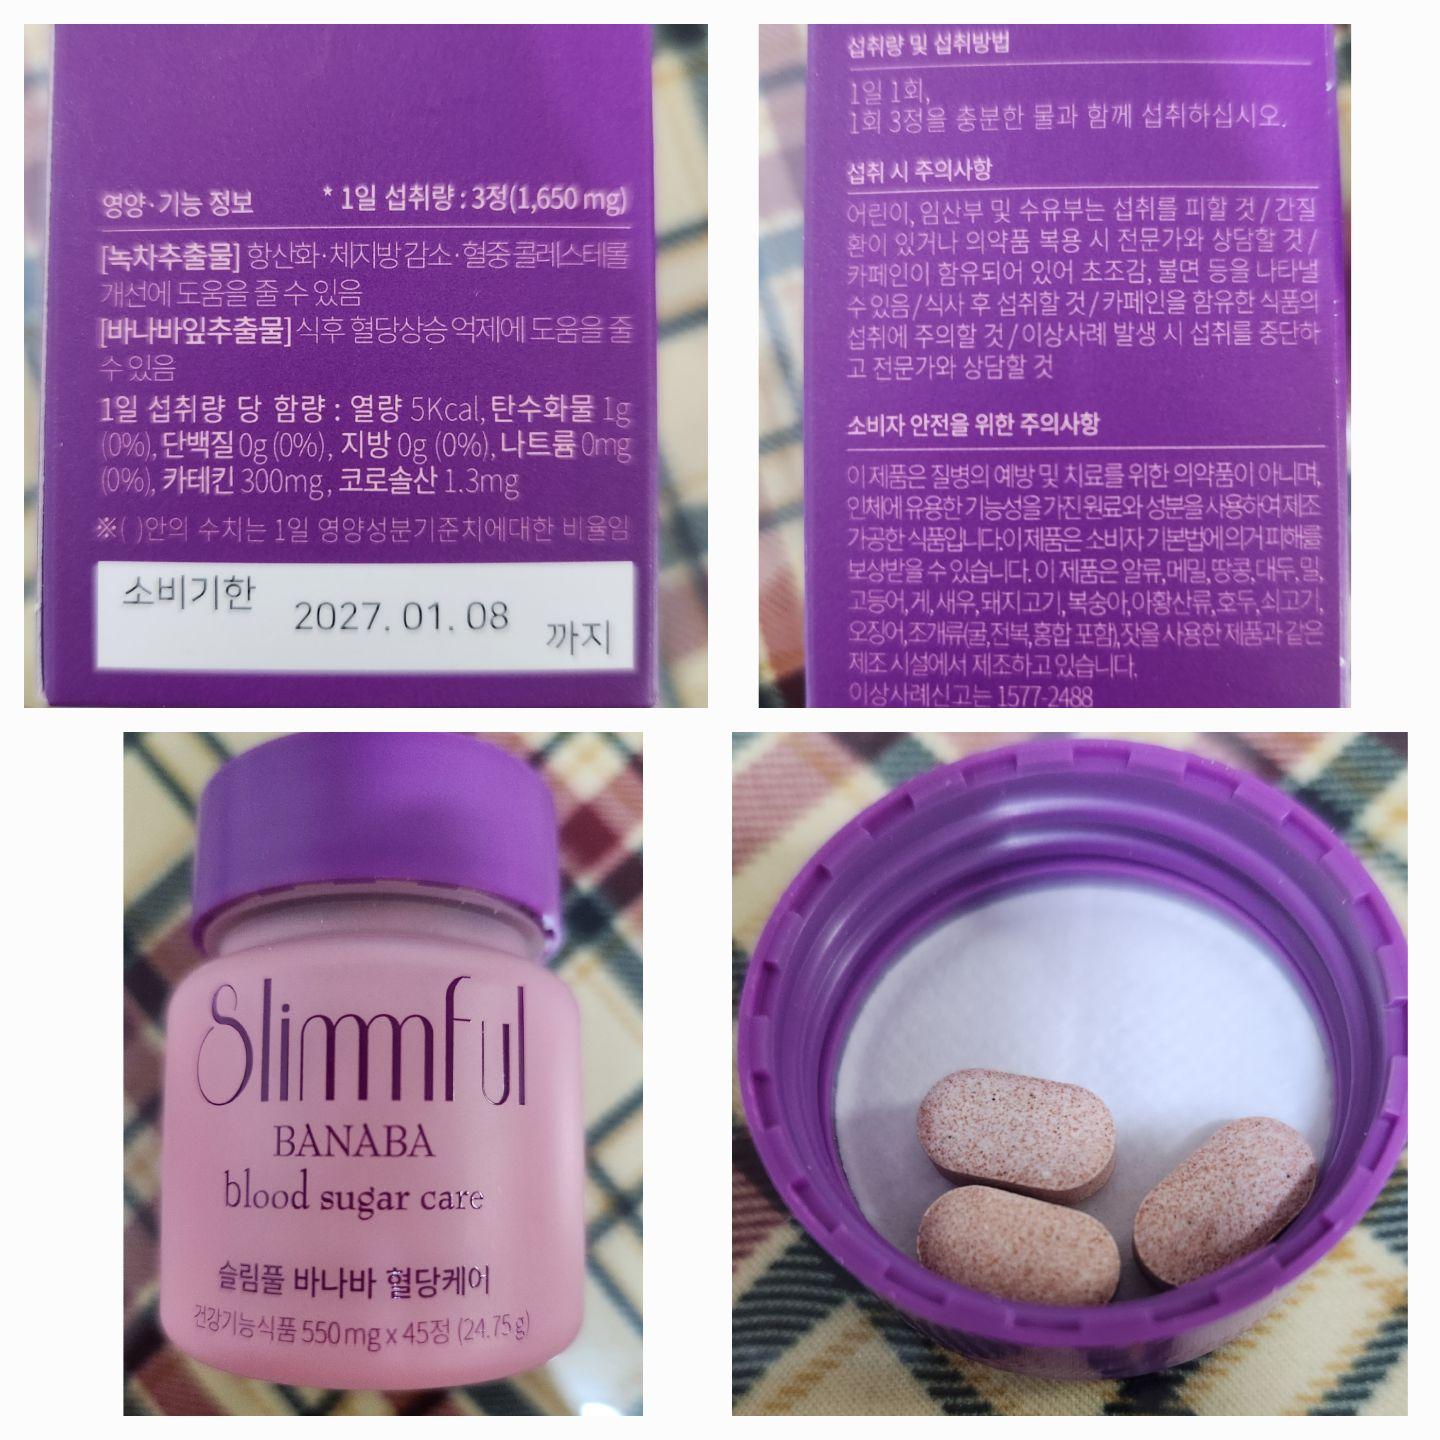 영양·기능 정보 * 1일 섭취량 : 3정(1,650 mg)
[녹차추출물] 항산화·체지방 감소·혈중 콜레스테롤
개선에 도움을 줄 수 있음
[바나바잎추출물] 식후 혈당상승 억제에 도움을 줄
수 있음
1일 섭취량 당 함량 : 열량 5Kcal, 탄수화물 1g
(0%), 단백질 0g (0%), 지방 0g (0%), 나트륨 0mg
(0%), 카테킨 300mg, 코로솔산 1.3mg
※( )안의 수치는 1일 영양성분기준치에대한 비율임
소비기한
2027. 01. 08
까지
섭취량 및 섭취방법
1일 1회,
1회 3정을 충분한 물과 함께 섭취하십시오.
섭취 시 주의사항
어린이, 임산부 및 수유부는 섭취를 피할 것 / 간질
환이 있거나 의약품 복용 시 전문가와 상담할 것 /
카페인이 함유되어 있어 초조감, 불면 등을 나타낼
수 있음 / 식사 후 섭취할 것 / 카페인을 함유한 식품의
섭취에 주의할 것 / 이상사례 발생 시 섭취를 중단하
고 전문가와 상담할 것
소비자 안전을 위한 주의사항
이 제품은 질병의 예방 및 치료를 위한 의약품이 아니며,
인체에 유용한 기능성을 가진 원료와 성분을 사용하여 제조
가공한 식품입니다.이 제품은 소비자 기본법에 의거 피해를
보상받을 수 있습니다. 이 제품은 알류, 메밀, 땅콩, 대두, 밀,
고등어, 게, 새우, 돼지고기, 복숭아, 아황산류, 호두, 쇠고기,
오징어, 조개류(굴, 전복, 홍합 포함), 잣을 사용한 제품과 같은
제조 시설에서 제조하고 있습니다.
이상사례신고는 1577-2488
Slimmful
BANABA
blood sugar care
슬림풀 바나바 혈당케어
건강기능식품 550 mg x 45정 (24.75 g)